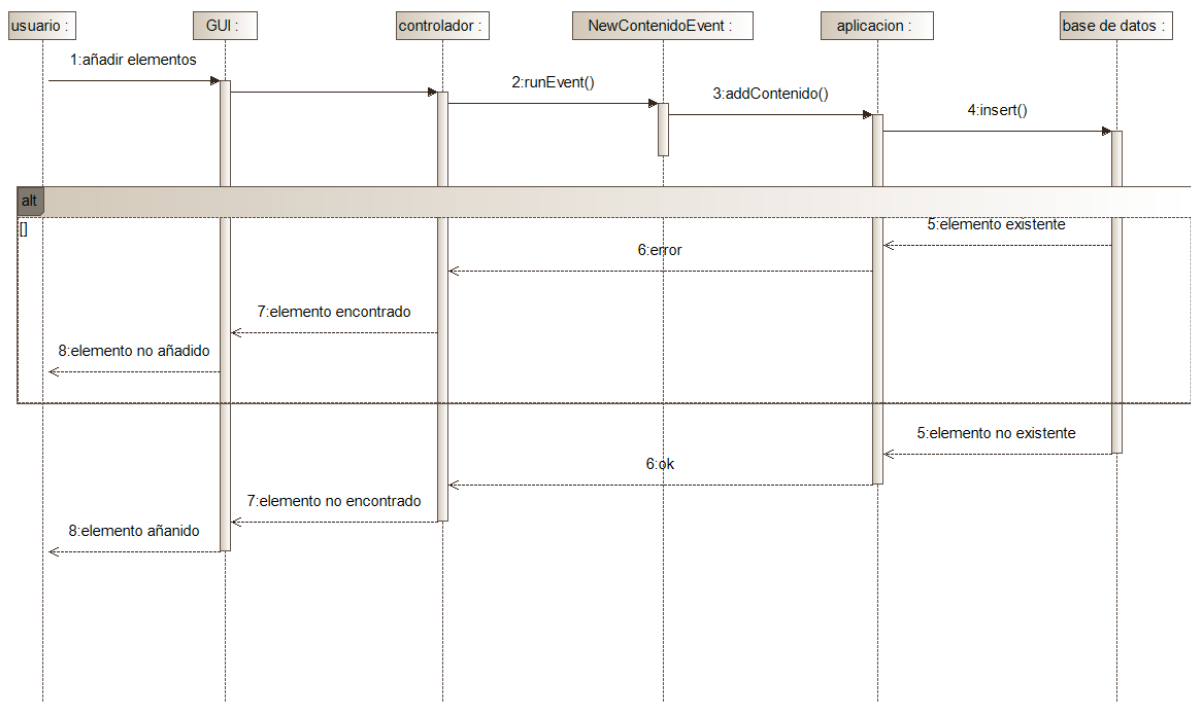 usuario :
GUI :
controlador :
NewContenidoEvent :
aplicacion :
base de datos :
1:añadir elementos
2:runEvent()
3:addContenido()
4:insert()
alt
[]
5:elemento existente
6:error
7:elemento encontrado
8:elemento no añadido
5:elemento no existente
6:ok
7:elemento no encontrado
8:elemento añanido